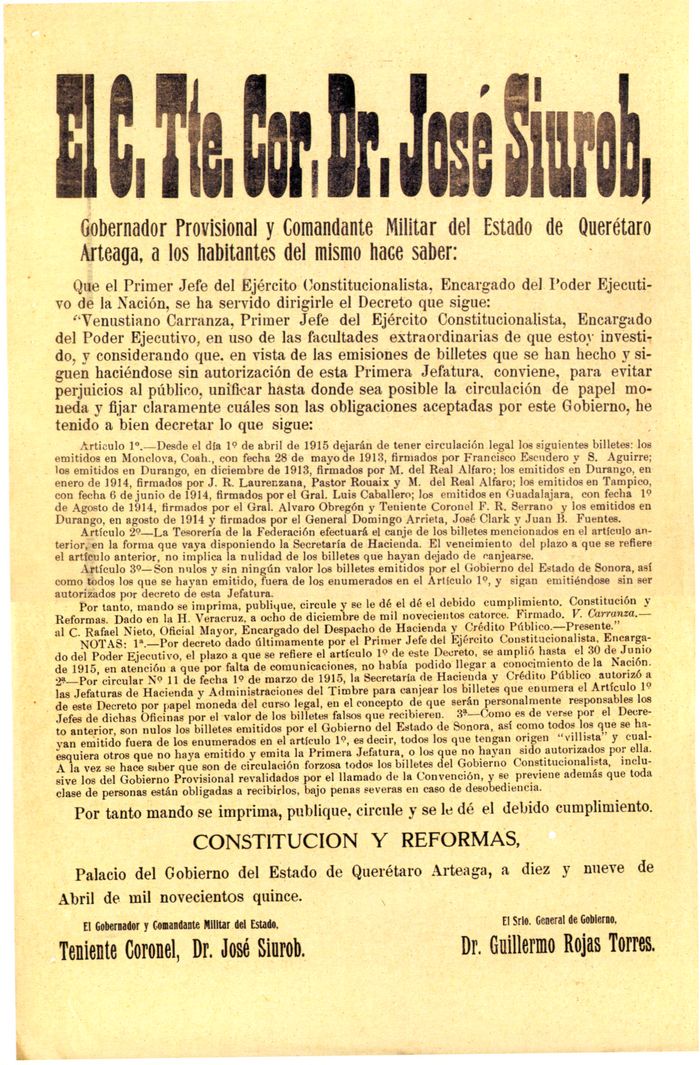 El C. Tte. Cor. Dr. José Siurob,
Gobernador Provisional y Comandante Militar del Estado de Querétaro
Arteaga, a los habitantes del mismo hace saber:
Que el Primer Jefe del Ejército Constitucionalista, Encargado del Poder Ejecuti-
vo de la Nación, se ha servido dirigirle el Decreto que sigue:
"Venustiano Carranza, Primer Jefe del Ejército Constitucionalista, Encargado
del Poder Ejecutivo, en uso de las facultades extraordinarias de que estoy investi-
do, y considerando que. en vista de las emisiones de billetes que se han hecho y si-
guen haciéndose sin autorización de esta Primera Jefatura, conviene, para evitar
perjuicios al público, unificar hasta donde sea posible la circulación de papel mo-
neda y fijar claramente cuáles son las obligaciones aceptadas por este Gobierno, he
tenido a bien decretar lo que sigue:
Artículo 1º.—Desde el día 1º de abril de 1915 dejarán de tener circulación legal los siguientes billetes: los
emitidos en Monclova, Coah., con fecha 28 de mayo de 1913, firmados por Francisco Escudero y S. Aguirre;
los emitidos en Durango, en diciembre de 1913, firmados por M. del Real Alfaro; los emitidos en Durango, en
enero de 1914, firmados por J. R. Laurenzana, Pastor Rouaix y M. del Real Alfaro; los emitidos en Tampico,
con fecha 6 de junio de 1914, firmados por el Gral. Luis Caballero; los emitidos en Guadalajara, con fecha 1º
de Agosto de 1914, firmados por el Gral. Alvaro Obregón y Teniente Coronel F. R. Serrano y los emitidos en
Durango, en agosto de 1914 y firmados por el General Domingo Arrieta, José Clark y Juan B. Fuentes.
Artículo 2º—La Tesorería de la Federación efectuará el canje de los billetes mencionados en el artículo an-
terior, en la forma que vaya disponiendo la Secretaría de Hacienda. El vencimiento del plazo a que se refiere
el artículo anterior, no implica la nulidad de los billetes que hayan dejado de canjearse.
Artículo 3º—Son nulos y sin ningún valor los billetes emitidos por el Gobierno del Estado de Sonora, así
como todos los que se hayan emitido, fuera de los enumerados en el Artículo 1º, y sigan emitiéndose sin ser
autorizados por decreto de esta Jefatura.
Por tanto, mando se imprima, publique, circule y se le dé el dé el debido cumplimiento. Constitución y
Reformas. Dado en la H. Veracruz, a ocho de diciembre de mil novecientos catorce. Firmado. V. Carranza.—
al C. Rafael Nieto, Oficial Mayor, Encargado del Despacho de Hacienda y Crédito Público.—Presente."
NOTAS: 1ª.—Por decreto dado últimamente por el Primer Jefe del Ejército Constitucionalista, Encarga-
do del Poder Ejecutivo, el plazo a que se refiere el artículo 1º de este Decreto, se amplió hasta el 30 de Junio
de 1915, en atención a que por falta de comunicaciones, no había podido llegar a conocimiento de la Nación.
2ª—Por circular Nº 11 de fecha 1º de marzo de 1915, la Secretaría de Hacienda y Crédito Público autorizó a
las Jefaturas de Hacienda y Administraciones del Timbre para canjear los billetes que enumera el Artículo 1º
de este Decreto por papel moneda del curso legal, en el concepto de que serán personalmente responsables los
Jefes de dichas Oficinas por el valor de los billetes falsos que recibieren. 3ª—Como es de verse por el Decre-
to anterior, son nulos los billetes emitidos por el Gobierno del Estado de Sonora, así como todos los que se ha-
yan emitido fuera de los enumerados en el artículo 1º, es decir, todos los que tengan origen "villista" y cual-
esquiera otros que no haya emitido y emita la Primera Jefatura, o los que no hayan sido autorizados por ella.
A la vez se hace saber que son de circulación forzosa todos los billetes del Gobierno Constitucionalista, inclu-
sive los del Gobierno Provisional revalidados por el llamado de la Convención, y se previene además que toda
clase de personas están obligadas a recibirlos, bajo penas severas en caso de desobediencia.
Por tanto mando se imprima, publique, circule y se le dé el debido cumplimiento.
CONSTITUCION Y REFORMAS,
Palacio del Gobierno del Estado de Querétaro Arteaga, a diez y nueve de
Abril de mil novecientos quince.
El Gobernador y Comandante Militar del Estado,
Teniente Coronel, Dr. José Siurob.
El Srio. General de Gobierno,
Dr. Guillermo Rojas Torres.